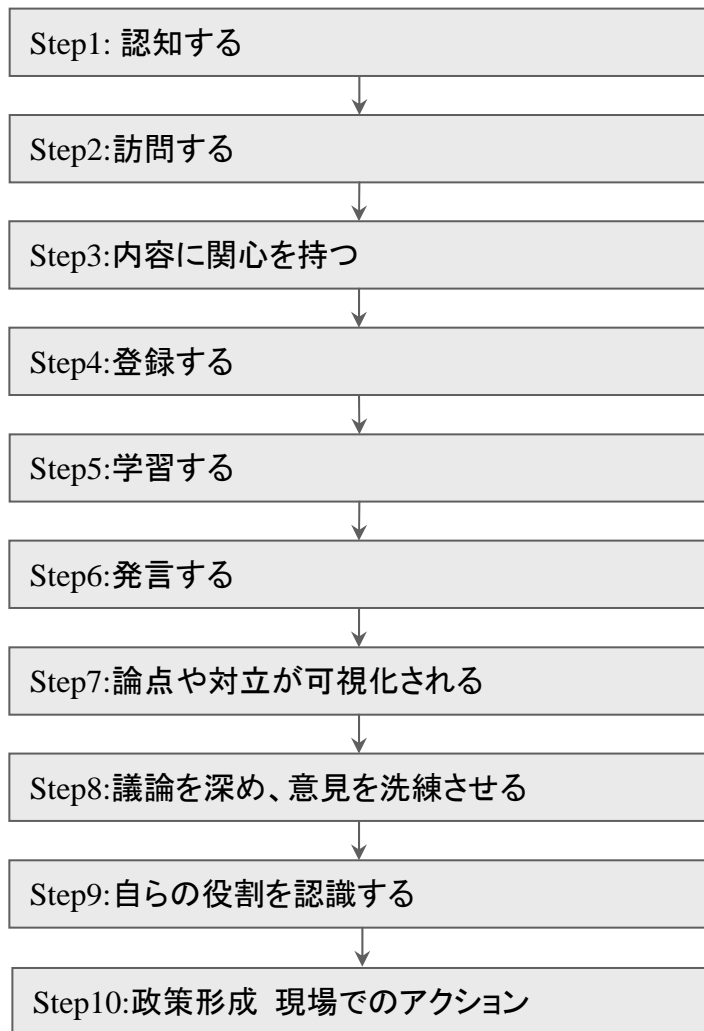 Step1: 認知する
Step2:訪問する
Step3:内容に関心を持つ
Step4:登録する
Step5:学習する
Step6:発言する
Step7:論点や対立が可視化される
Step8:議論を深め、意見を洗練させる
Step9:自らの役割を認識する
Step10:政策形成 現場でのアクション